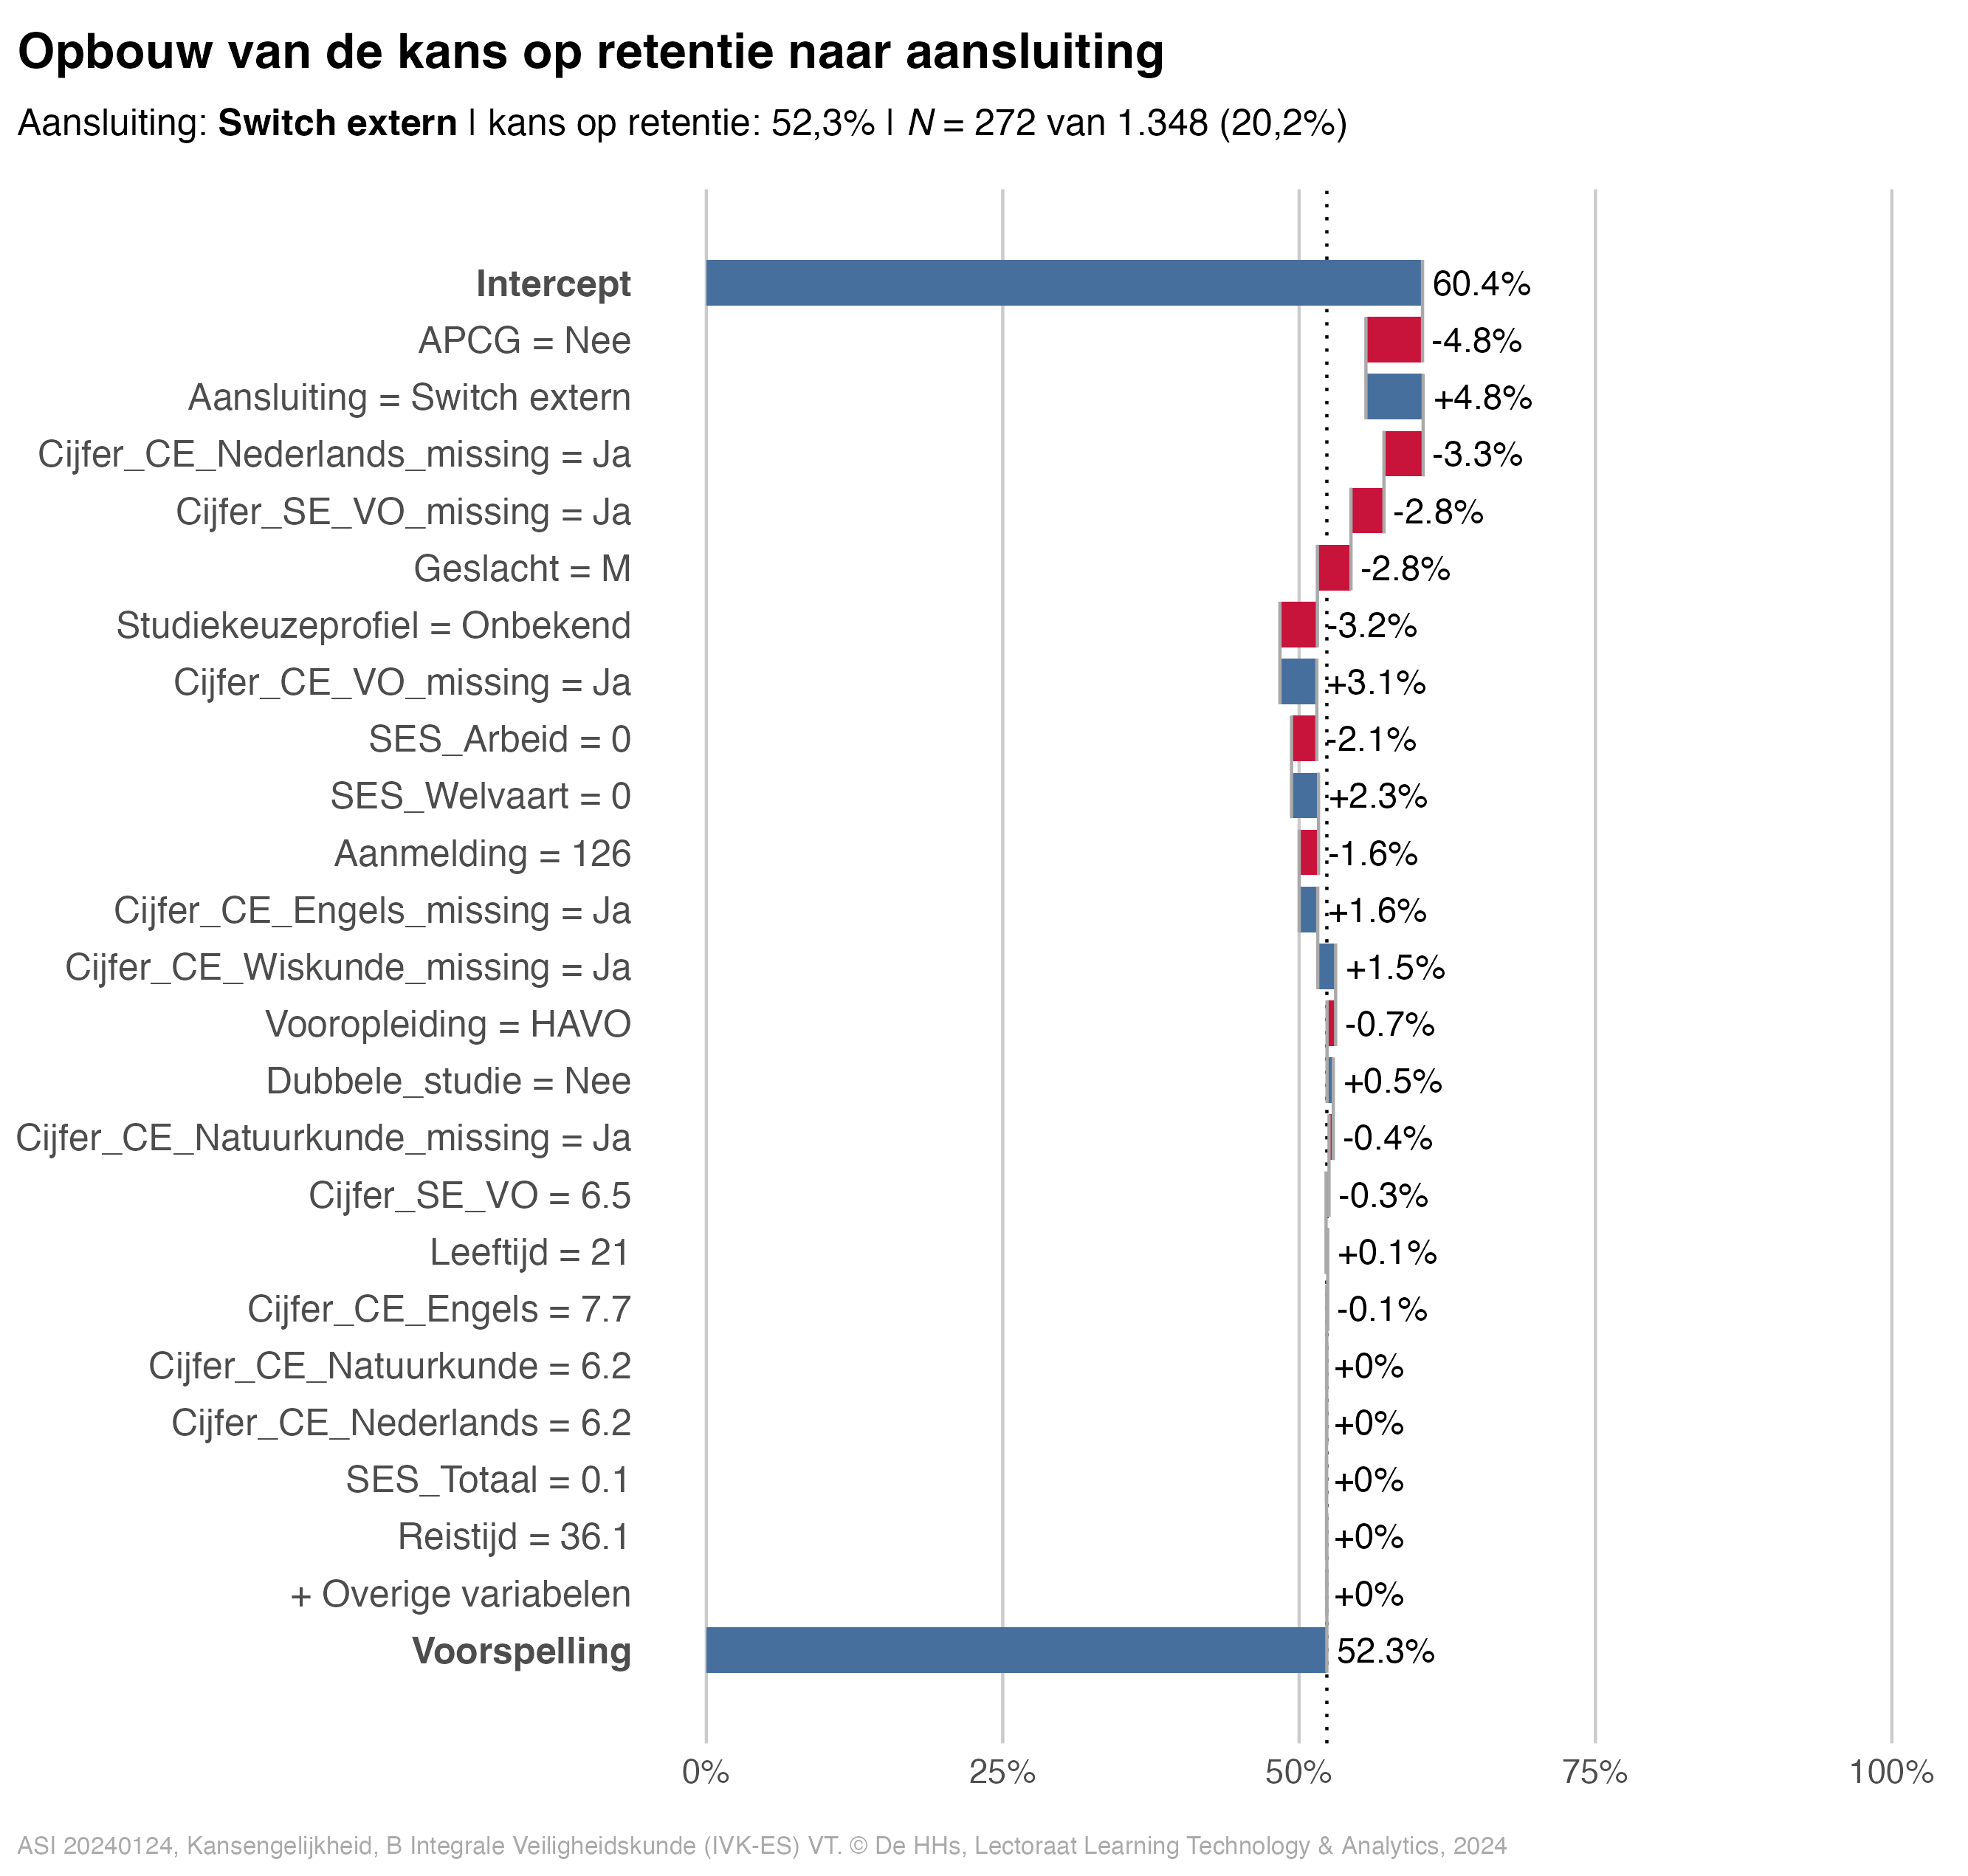 Opbouw van de kans op retentie naar aansluiting
Aansluiting: Switch extern | kans op retentie: 52,3% | N = 272 van 1.348 (20,2%)
Intercept 60.4%
APCG = Nee -4.8%
Aansluiting = Switch extern +4.8%
Cijfer_CE_Nederlands_missing = Ja -3.3%
Cijfer_SE_VO_missing = Ja -2.8%
Geslacht = M -2.8%
Studiekeuzeprofiel = Onbekend -3.2%
Cijfer_CE_VO_missing = Ja +3.1%
SES_Arbeid = 0 -2.1%
SES_Welvaart = 0 +2.3%
Aanmelding = 126 -1.6%
Cijfer_CE_Engels_missing = Ja +1.6%
Cijfer_CE_Wiskunde_missing = Ja +1.5%
Vooropleiding = HAVO -0.7%
Dubbele_studie = Nee +0.5%
Cijfer_CE_Natuurkunde_missing = Ja -0.4%
Cijfer_SE_VO = 6.5 -0.3%
Leeftijd = 21 +0.1%
Cijfer_CE_Engels = 7.7 -0.1%
Cijfer_CE_Natuurkunde = 6.2 +0%
Cijfer_CE_Nederlands = 6.2 +0%
SES_Totaal = 0.1 +0%
Reistijd = 36.1 +0%
+ Overige variabelen +0%
Voorspelling 52.3%
0% 25% 50% 75% 100%
ASI 20240124, Kansengelijkheid, B Integrale Veiligheidskunde (IVK-ES) VT. © De HHs, Lectoraat Learning Technology & Analytics, 2024